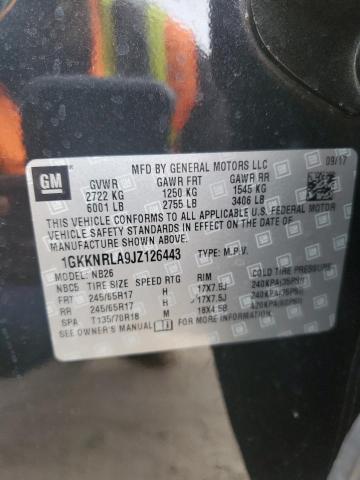 GM
MFD BY GENERAL MOTORS LLC 09/17
GVWR GAWR FRT GAWR RR
2722 KG 1250 KG 1545 KG
6001 LB 2755 LB 3406 LB
THIS VEHICLE CONFORMS TO ALL APPLICABLE U.S. FEDERAL MOTOR
VEHICLE SAFETY STANDARDS IN EFFECT ON THE DATE OF
MANUFACTURE SHOWN ABOVE.
1GKKNRLA9JZ126443 TYPE: M.P.V.
MODEL: NB26
NBC5 TIRE SIZE SPEED RTG RIM COLD TIRE PRESSURE
FRT 245/65R17 H 17X7.5J 240KPA(35PSI)
RR 245/65R17 H 17X7.5J 240KPA(35PSI)
SPA T135/70R18 M 18X4.5B 420KPA(60PSI)
SEE OWNER'S MANUAL